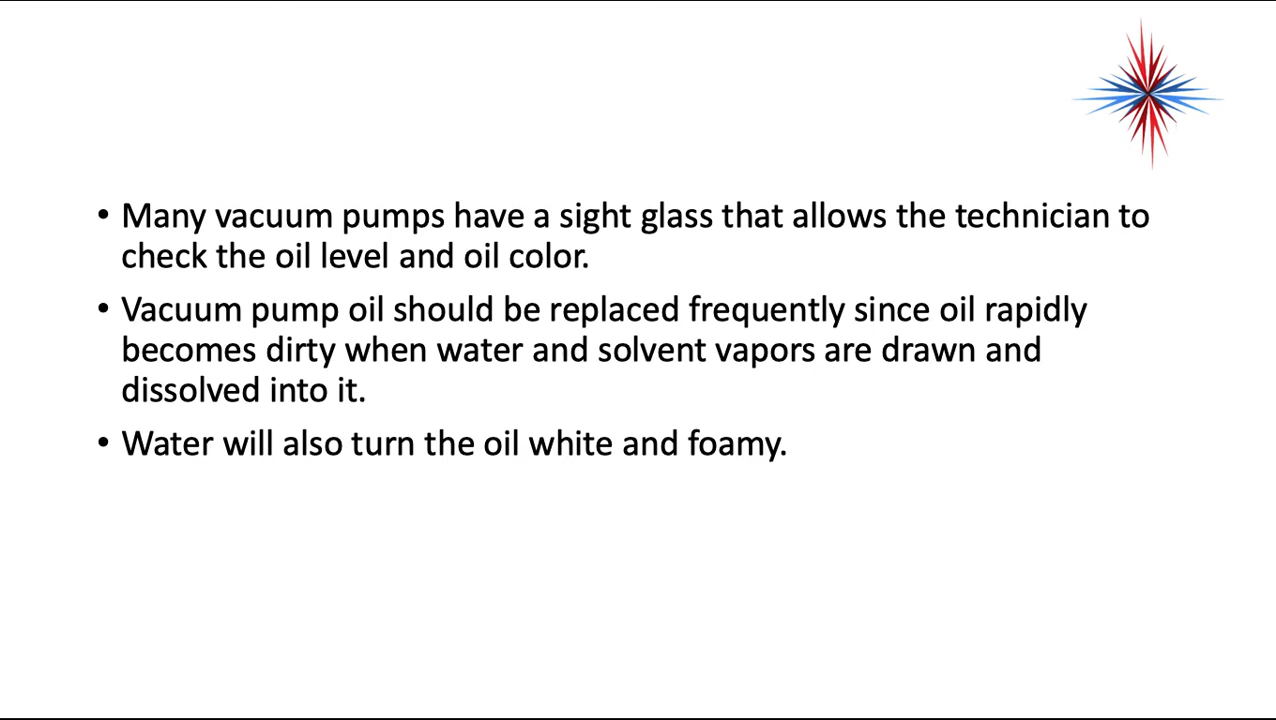 • Many vacuum pumps have a sight glass that allows the technician to
check the oil level and oil color.
• Vacuum pump oil should be replaced frequently since oil rapidly
becomes dirty when water and solvent vapors are drawn and
dissolved into it.
• Water will also turn the oil white and foamy.